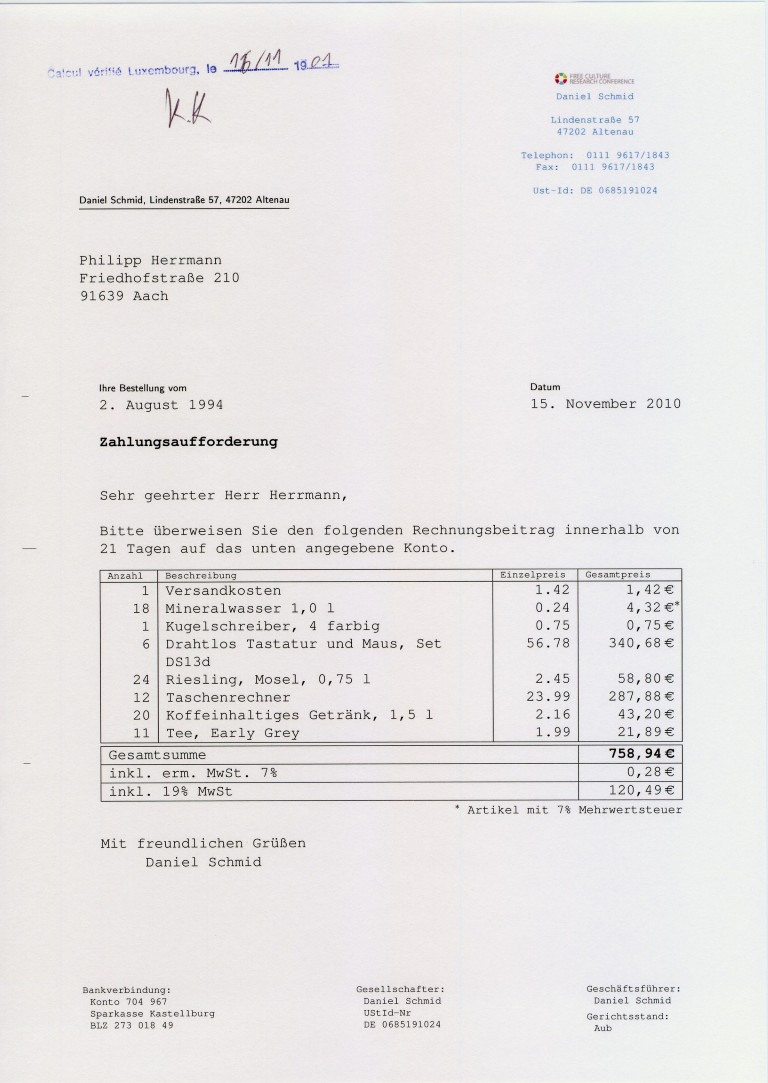 Calcul vérifié Luxembourg, le 15/11 1901
K.K
FREE CULTURE
RESEARCH CONFERENCE
Daniel Schmid
Lindenstraße 57
47202 Altenau
Telephon: 0111 9617/1843
Fax: 0111 9617/1843
Ust-Id: DE 0685191024
Daniel Schmid, Lindenstraße 57, 47202 Altenau
Philipp Herrmann
Friedhofstraße 210
91639 Aach
Ihre Bestellung vom Datum
2. August 1994 15. November 2010
Zahlungsaufforderung
Sehr geehrter Herr Herrmann,
Bitte überweisen Sie den folgenden Rechnungsbeitrag innerhalb von
21 Tagen auf das unten angegebene Konto.
Anzahl Beschreibung Einzelpreis Gesamtpreis
1 Versandkosten 1.42 1,42€
18 Mineralwasser 1,0 l 0.24 4,32€*
1 Kugelschreiber, 4 farbig 0.75 0,75€
6 Drahtlos Tastatur und Maus, Set 56.78 340,68€
DS13d
24 Riesling, Mosel, 0,75 l 2.45 58,80€
12 Taschenrechner 23.99 287,88€
20 Koffeinhaltiges Getränk, 1,5 l 2.16 43,20€
11 Tee, Early Grey 1.99 21,89€
Gesamtsumme 758,94€
inkl. erm. MwSt. 7% 0,28€
inkl. 19% MwSt 120,49€
* Artikel mit 7% Mehrwertsteuer
Mit freundlichen Grüßen
Daniel Schmid
Bankverbindung:
Konto 704 967
Sparkasse Kastellburg
BLZ 273 018 49
Gesellschafter:
Daniel Schmid
UStId-Nr
DE 0685191024
Geschäftsführer:
Daniel Schmid
Gerichtsstand:
Aub